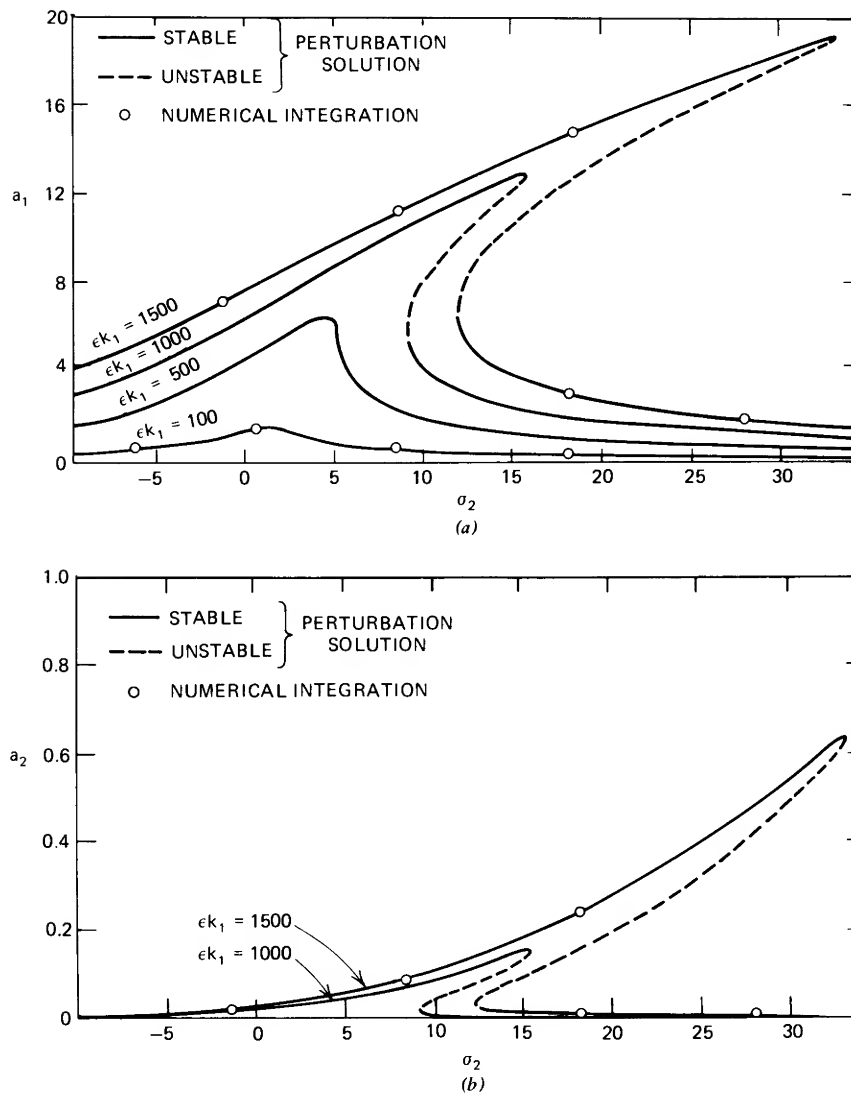 20
16
12
8
4
0
a₁
STABLE
UNSTABLE
PERTURBATION
SOLUTION
NUMERICAL INTEGRATION
ϵk₁ = 1500
ϵk₁ = 1000
ϵk₁ = 500
ϵk₁ = 100
−5 0 5 10 15 20 25 30
σ₂
(a)
1.0
0.8
0.6
0.4
0.2
0
a₂
STABLE
UNSTABLE
PERTURBATION
SOLUTION
NUMERICAL INTEGRATION
ϵk₁ = 1500
ϵk₁ = 1000
−5 0 5 10 15 20 25 30
σ₂
(b)